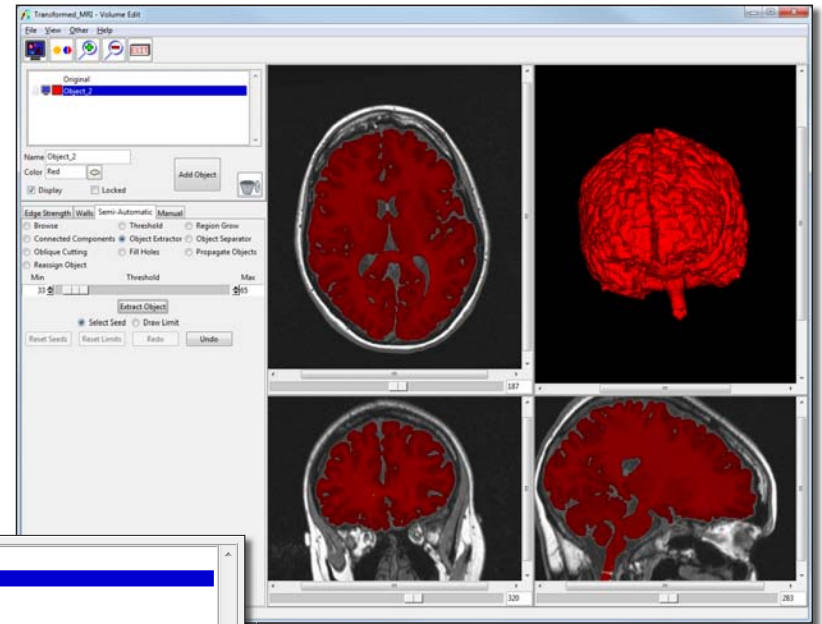 Transformed_MRI - Volume Edit
File View Other Help
EXIT
Original
Object_2
Name Object_2
Color Red
Add Object
Display Locked
Edge Strength Walls Semi-Automatic Manual
Browse Threshold Region Grow
Connected Components Object Extractor Object Separator
Oblique Cutting Fill Holes Propagate Objects
Reassign Object
Min Threshold Max
33 65
Extract Object
Select Seed Draw Limit
Reset Seeds Reset Limits Redo Undo
187
320
283